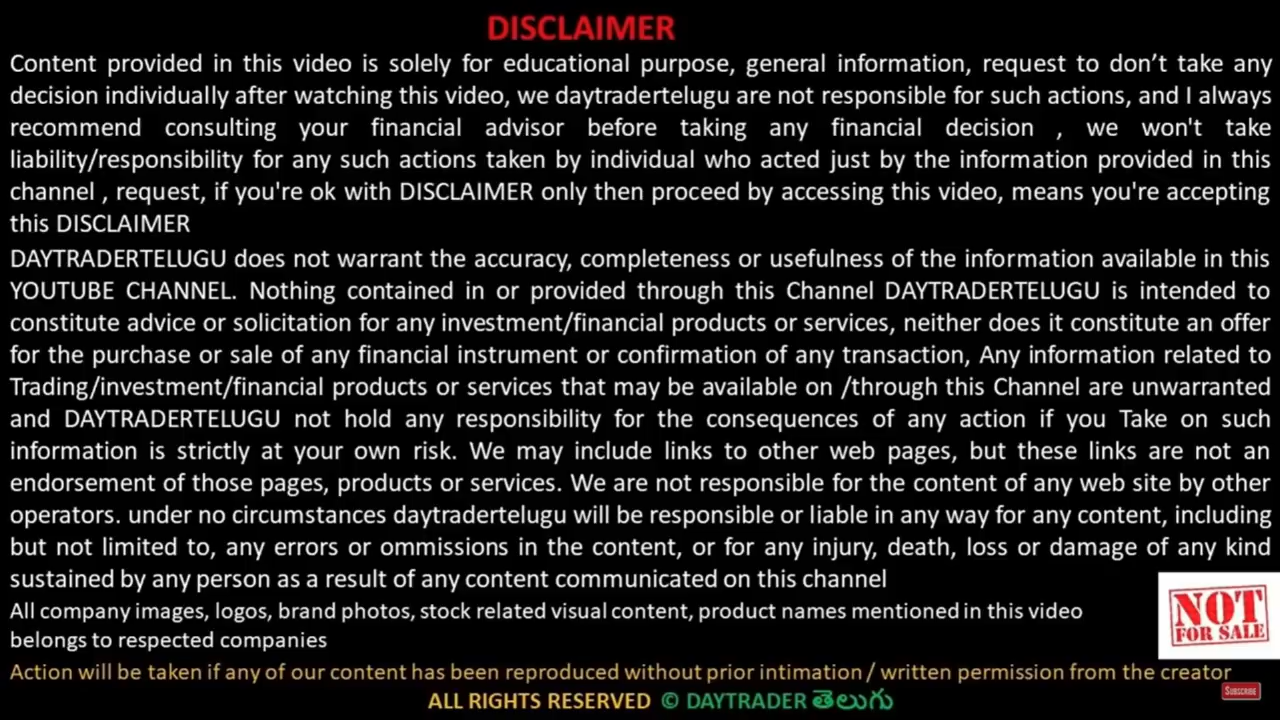 DISCLAIMER
Content provided in this video is solely for educational purpose, general information, request to don’t take any
decision individually after watching this video, we daytradertelugu are not responsible for such actions, and I always
recommend consulting your financial advisor before taking any financial decision , we won't take
liability/responsibility for any such actions taken by individual who acted just by the information provided in this
channel , request, if you're ok with DISCLAIMER only then proceed by accessing this video, means you're accepting
this DISCLAIMER
DAYTRADERTELUGU does not warrant the accuracy, completeness or usefulness of the information available in this
YOUTUBE CHANNEL. Nothing contained in or provided through this Channel DAYTRADERTELUGU is intended to
constitute advice or solicitation for any investment/financial products or services, neither does it constitute an offer
for the purchase or sale of any financial instrument or confirmation of any transaction, Any information related to
Trading/investment/financial products or services that may be available on /through this Channel are unwarranted
and DAYTRADERTELUGU not hold any responsibility for the consequences of any action if you Take on such
information is strictly at your own risk. We may include links to other web pages, but these links are not an
endorsement of those pages, products or services. We are not responsible for the content of any web site by other
operators. under no circumstances daytradertelugu will be responsible or liable in any way for any content, including
but not limited to, any errors or ommissions in the content, or for any injury, death, loss or damage of any kind
sustained by any person as a result of any content communicated on this channel
All company images, logos, brand photos, stock related visual content, product names mentioned in this video
belongs to respected companies
NOT
FOR SALE
Action will be taken if any of our content has been reproduced without prior intimation / written permission from the creator
SUBSCRIBE
ALL RIGHTS RESERVED © DAYTRADER తెలుగు